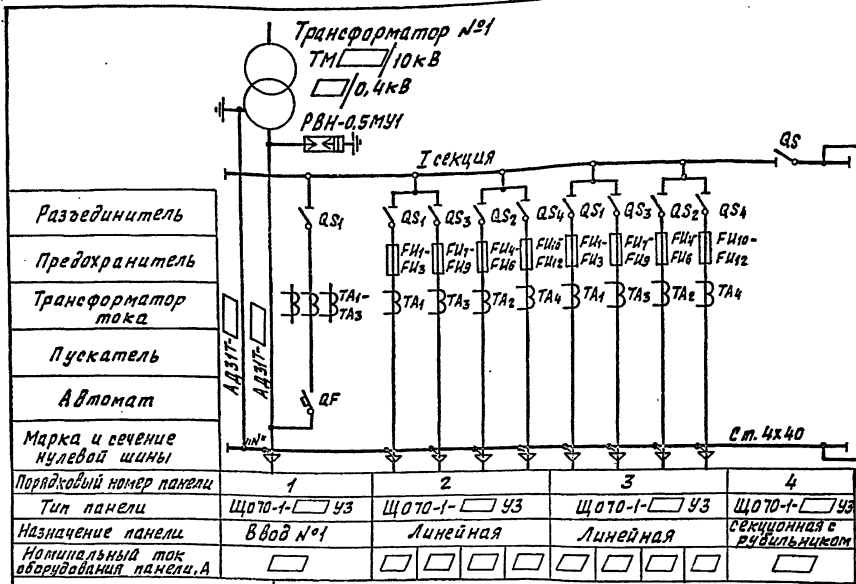 Трансформатор №1
ТМ /10кВ
/0,4кВ
РВН-0,5МУ1
I секция
QS
Разъединитель
QS1 QS1 QS3 QS2 QS4 QS1 QS3 QS2 QS4
Предохранитель
FU1-FU3 FU7-FU9 FU4-FU6 FU10-FU12 FU1-FU3 FU7-FU9 FU4-FU6 FU10-FU12
Трансформатор тока
TA1-TA3 TA1 TA3 TA2 TA4 TA1 TA3 TA2 TA4
Пускатель
АД31Т- АД31Т-
Автомат
QF
Марка и сечение нулевой шины
"N"
Ст. 4х40
Порядковый номер панели 1 2 3 4
Тип панели ЩО70-1- У3 ЩО70-1- У3 ЩО70-1- У3 ЩО70-1- У3
Назначение панели Ввод №1 Линейная Линейная секционная с рубильником
Номинальный ток оборудования панели, А